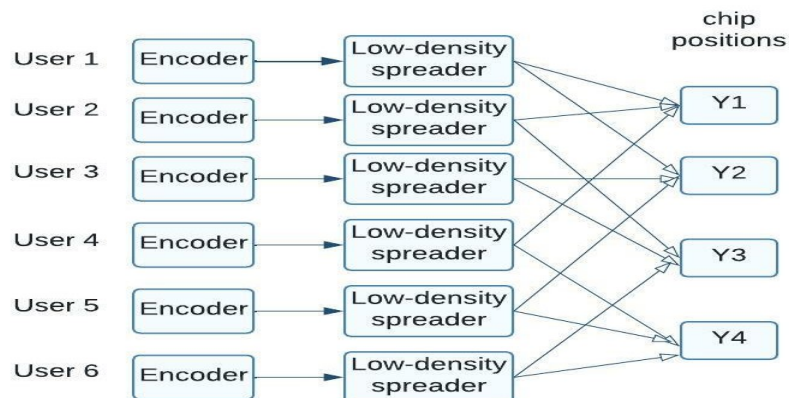 chip
positions
User 1
Encoder
Low-density
spreader
Y1
User 2
Encoder
Low-density
spreader
Y2
User 3
Encoder
Low-density
spreader
User 4
Encoder
Low-density
spreader
Y3
User 5
Encoder
Low-density
spreader
Y4
User 6
Encoder
Low-density
spreader